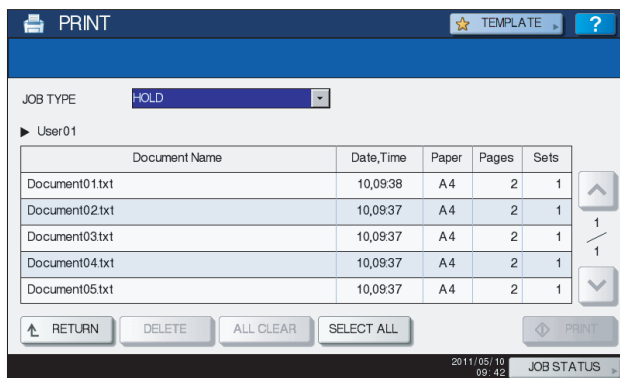 PRINT TEMPLATE ?
JOB TYPE HOLD
User01
Document Name Date,Time Paper Pages Sets
Document01.txt 10,09:38 A4 2 1
Document02.txt 10,09:37 A4 2 1
Document03.txt 10,09:37 A4 2 1
Document04.txt 10,09:37 A4 2 1
Document05.txt 10,09:37 A4 2 1
1
1
RETURN DELETE ALL CLEAR SELECT ALL PRINT
2011/05/10
09:42 JOB STATUS